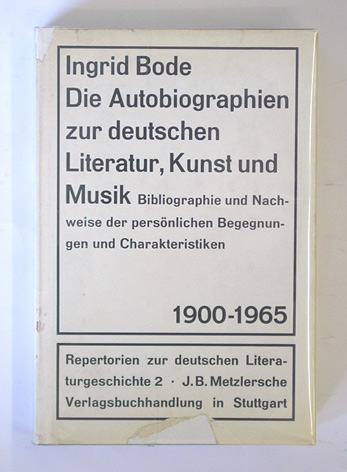 Ingrid Bode
Die Autobiographien
zur deutschen
Literatur, Kunst und
Musik Bibliographie und Nach-
weise der persönlichen Begegnun-
gen und Charakteristiken
1900-1965
Repertorien zur deutschen Litera-
turgeschichte 2 · J.B.Metzlersche
Verlagsbuchhandlung in Stuttgart